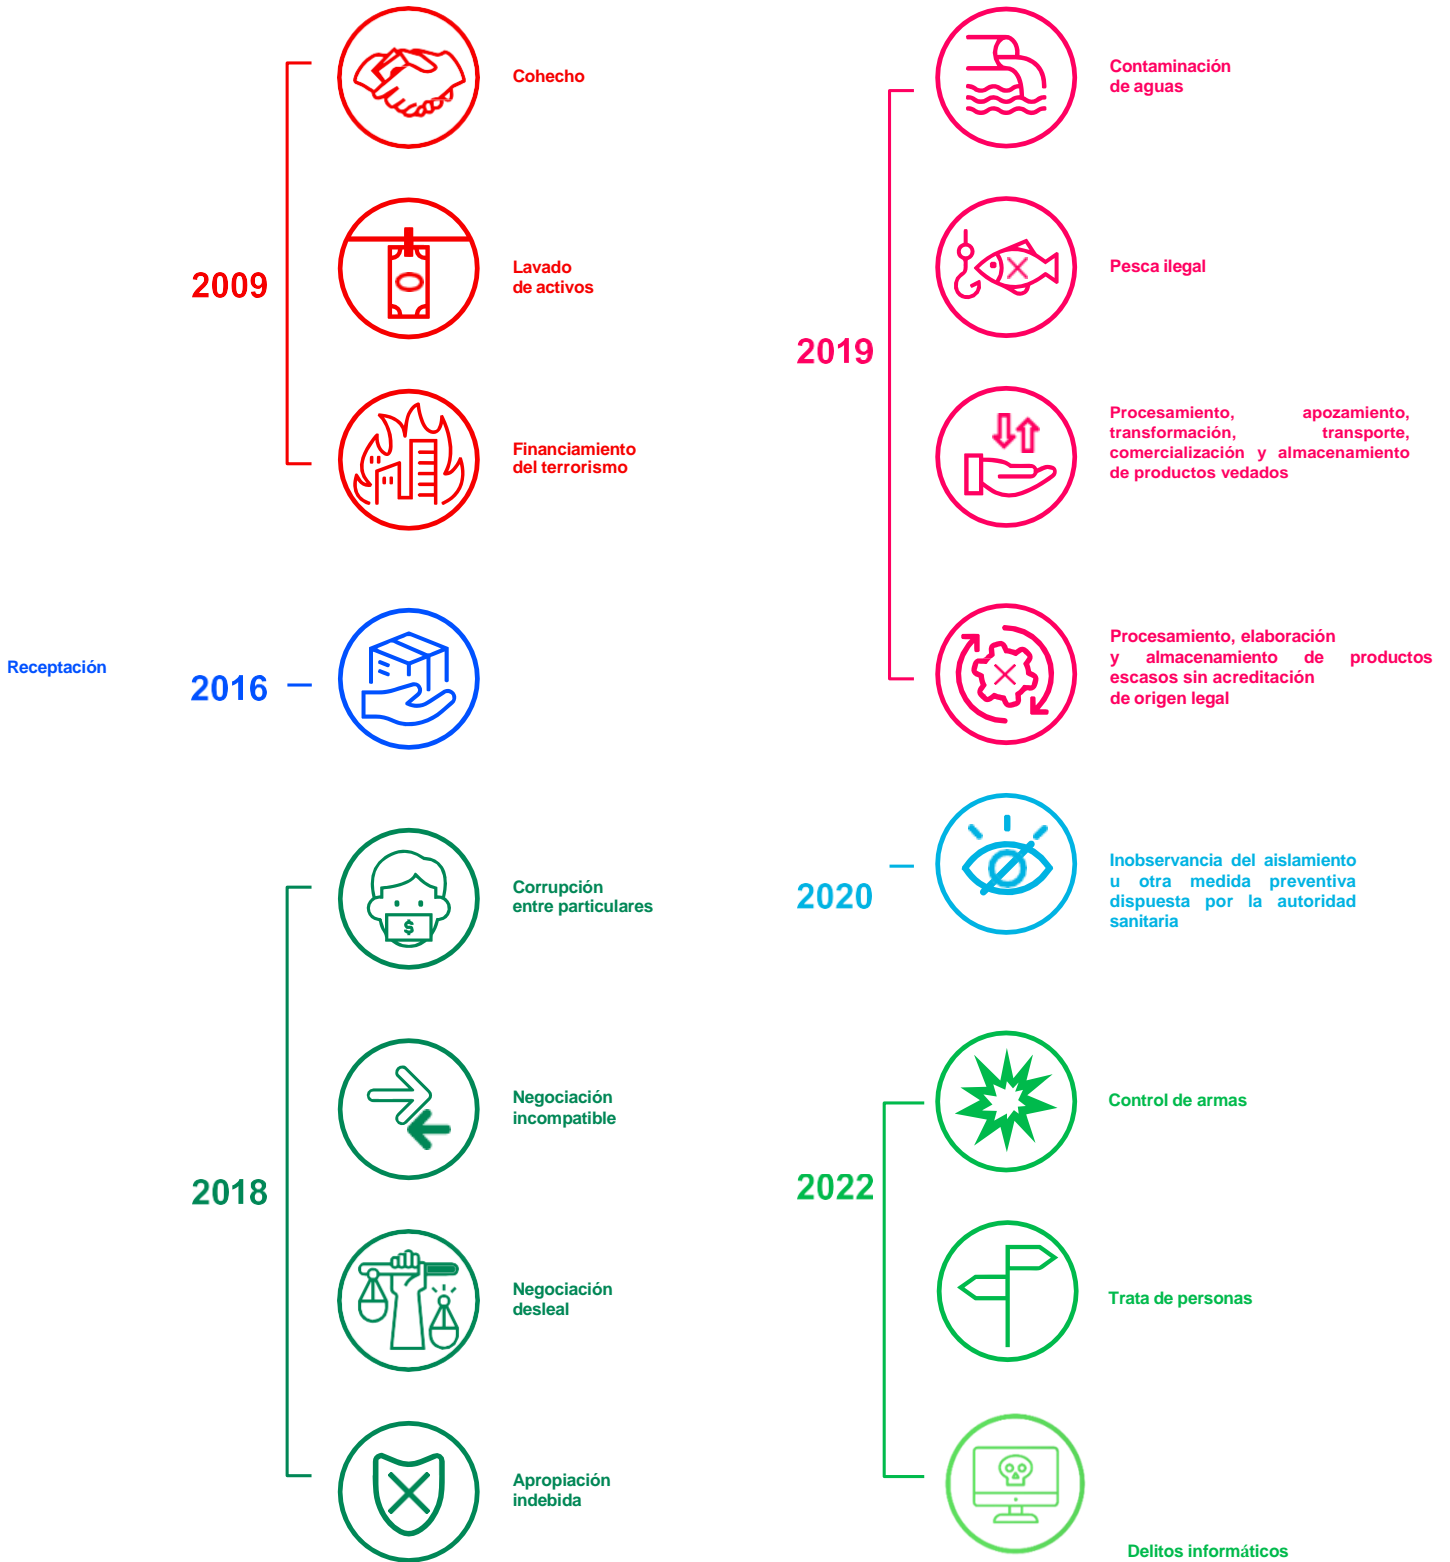 2009
Cohecho
Lavado
de activos
Financiamiento
del terrorismo
Receptación
2016
2018
Corrupción
entre particulares
$
Negociación
incompatible
Negociación
desleal
Apropiación
indebida
2019
Contaminación
de aguas
Pesca ilegal
Procesamiento, apozamiento,
transformación, transporte,
comercialización y almacenamiento
de productos vedados
Procesamiento, elaboración
y almacenamiento de productos
escasos sin acreditación
de origen legal
2020
Inobservancia del aislamiento
u otra medida preventiva
dispuesta por la autoridad
sanitaria
2022
Control de armas
Trata de personas
Delitos informáticos